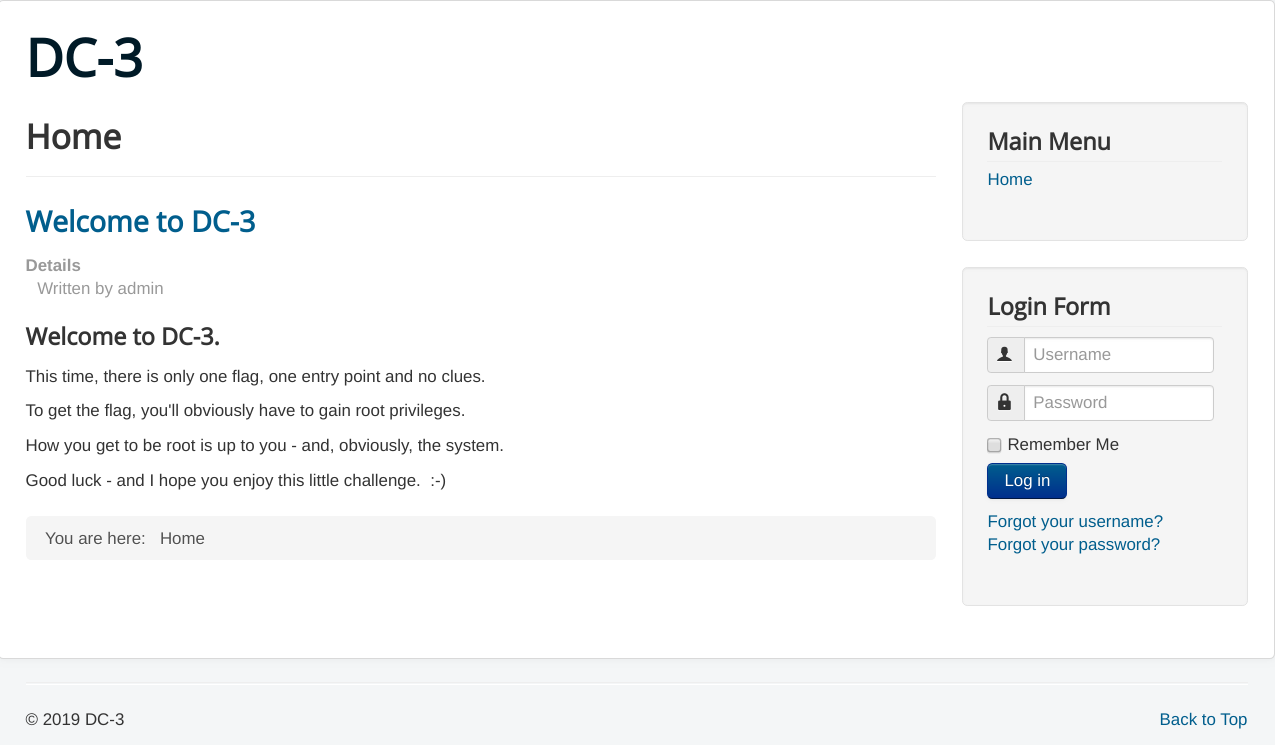 DC-3
Home
Welcome to DC-3
Details
Written by admin
Welcome to DC-3.
This time, there is only one flag, one entry point and no clues.
To get the flag, you'll obviously have to gain root privileges.
How you get to be root is up to you - and, obviously, the system.
Good luck - and I hope you enjoy this little challenge.  :-)
You are here:   Home
Main Menu
Home
Login Form
Username
Password
Remember Me
Log in
Forgot your username?
Forgot your password?
© 2019 DC-3
Back to Top